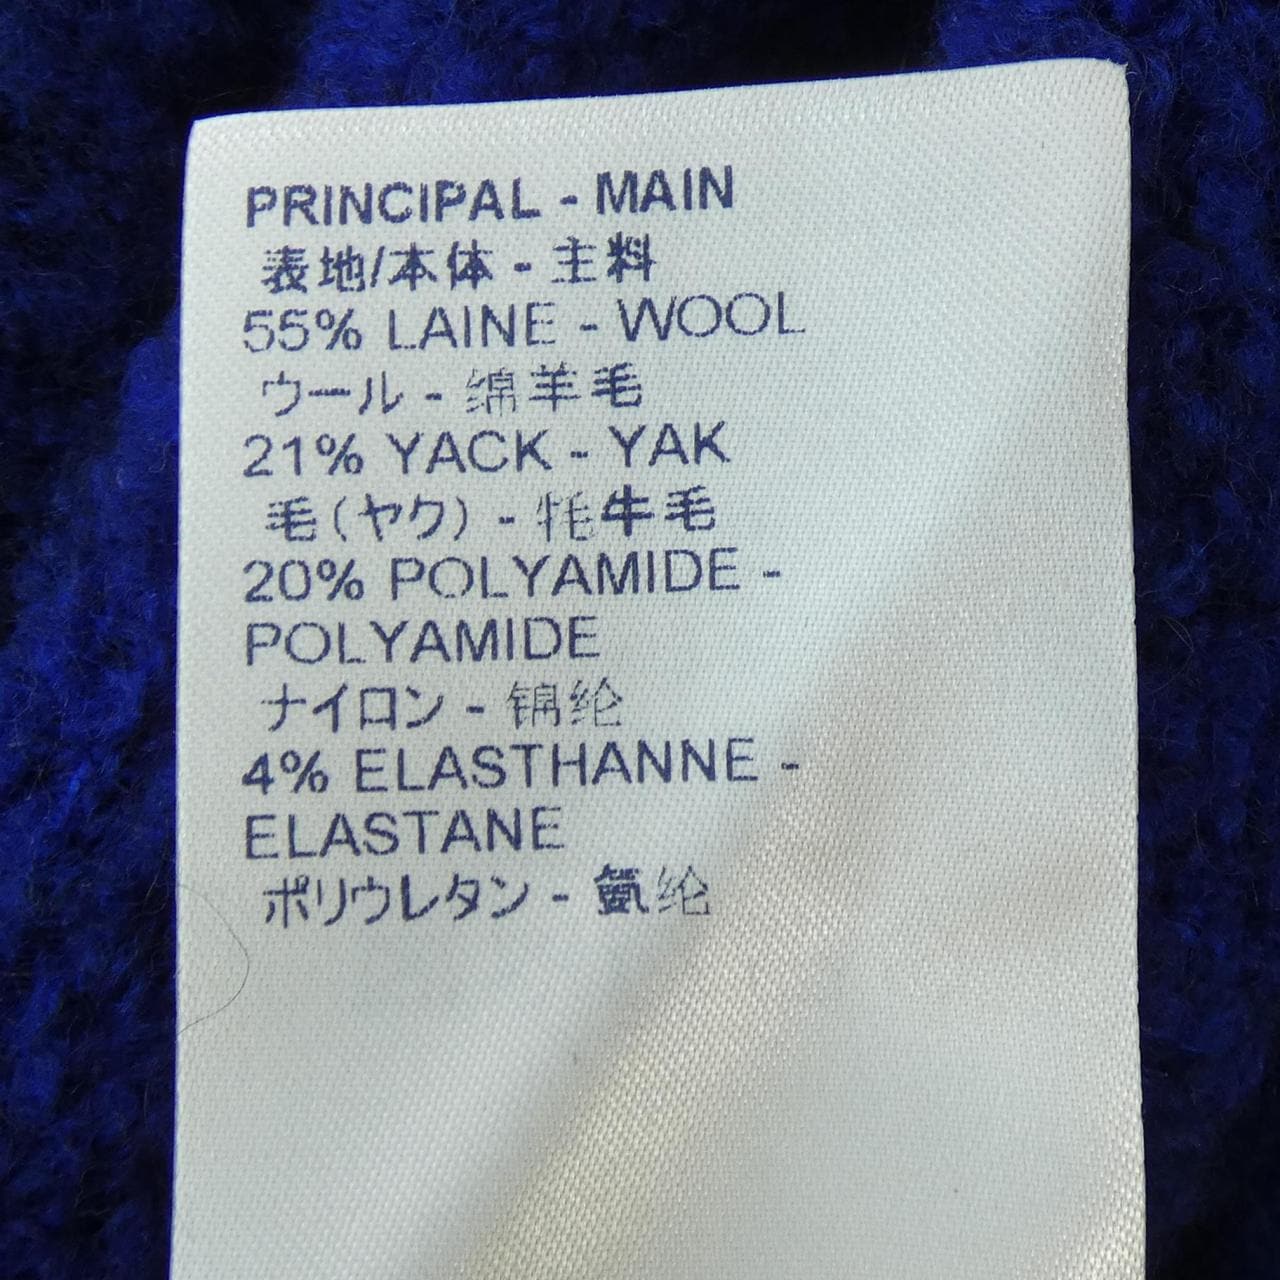 PRINCIPAL - MAIN
表地/本体 - 主料
55% LAINE - WOOL
ウール - 绵羊毛
21% YACK - YAK
毛(ヤク) - 牦牛毛
20% POLYAMIDE -
POLYAMIDE
ナイロン - 锦纶
4% ELASTHANNE -
ELASTANE
ポリウレタン - 氨纶